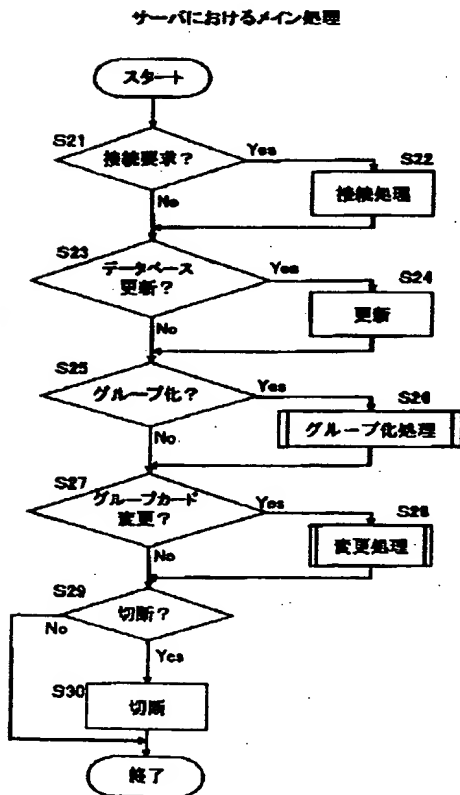 サーバにおけるメイン処理
スタート
S21
接続要求？
Yes
S22
接続処理
No
S23
データベース
更新？
Yes
S24
更新
No
S25
グループ化？
Yes
S26
グループ化処理
No
S27
グループカード
変更？
Yes
S28
変更処理
No
S29
切断？
No
Yes
S30
切断
終了